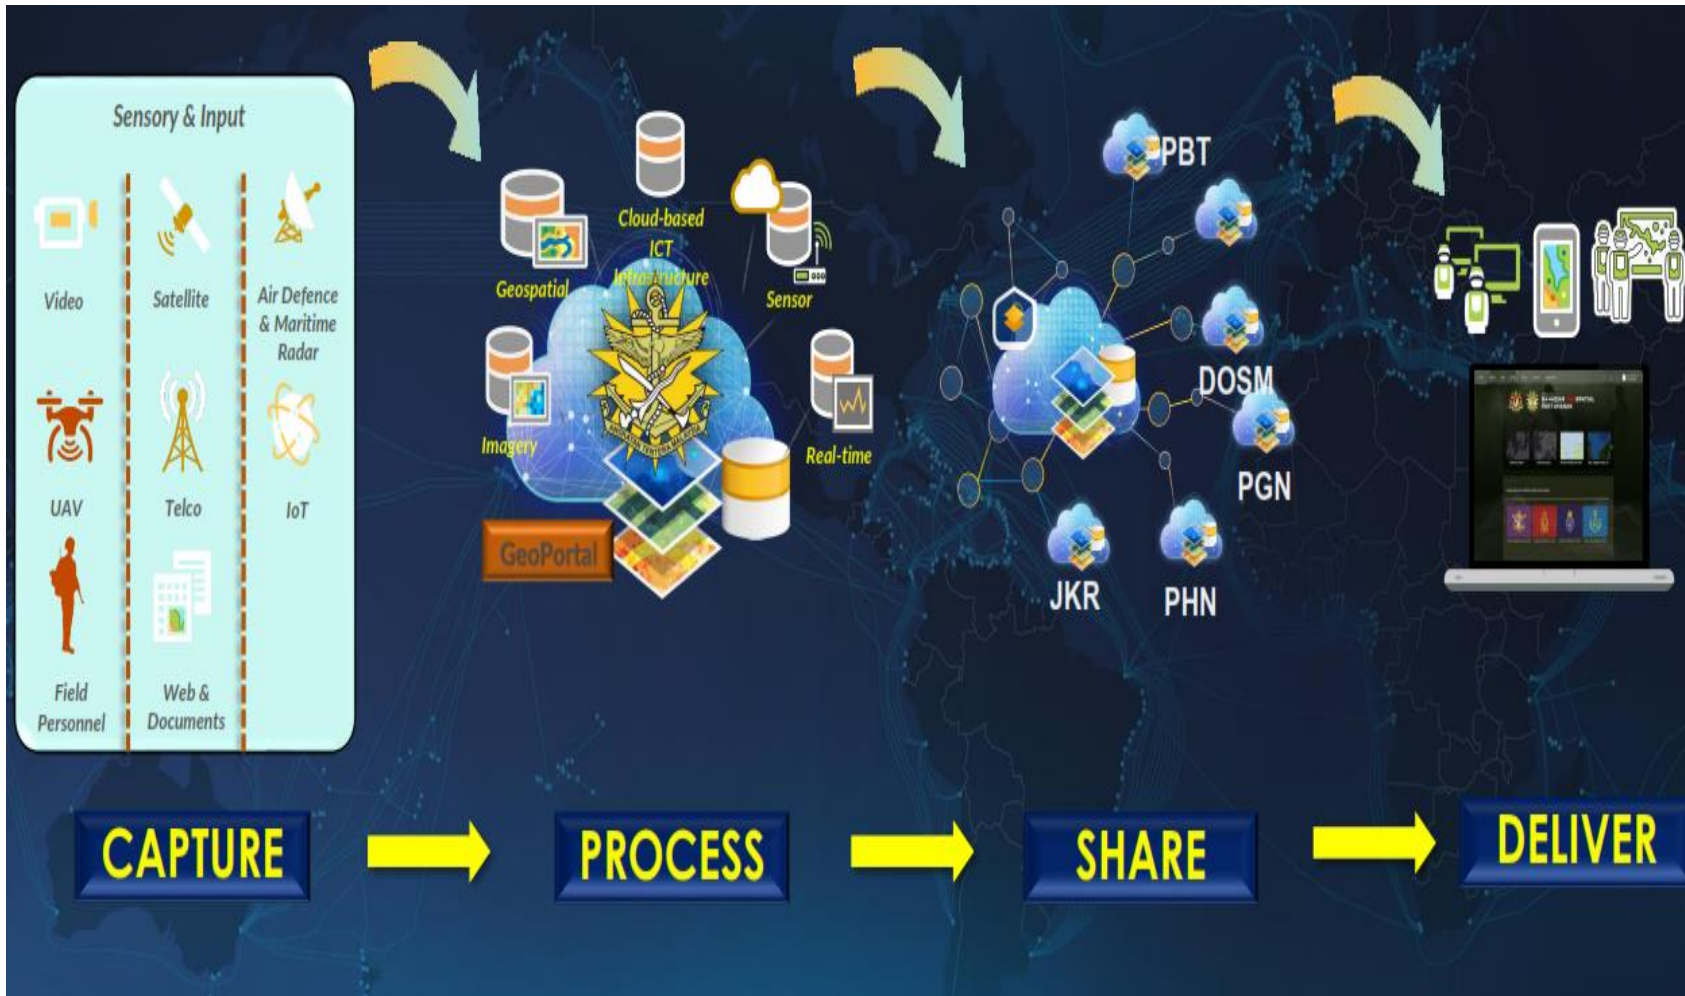 Sensory & Input
Video
Satellite
Air Defence
& Maritime
Radar
UAV
Telco
IoT
Field
Personnel
Web &
Documents
Cloud-based
ICT
Infrastructure
Geospatial
Sensor
Imagery
Real-time
GeoPortal
PBT
DOSM
PGN
JKR
PHN
CAPTURE
PROCESS
SHARE
DELIVER